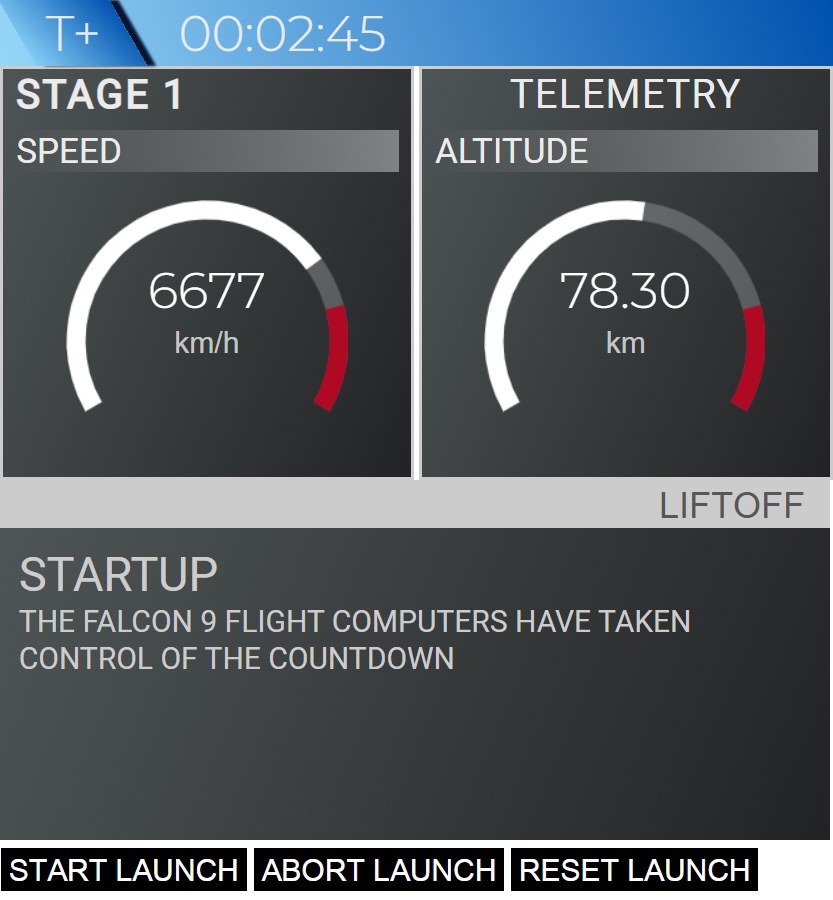 T+ 00:02:45
STAGE 1
SPEED
6677
km/h
TELEMETRY
ALTITUDE
78.30
km
LIFTOFF
STARTUP
THE FALCON 9 FLIGHT COMPUTERS HAVE TAKEN
CONTROL OF THE COUNTDOWN
START LAUNCH ABORT LAUNCH RESET LAUNCH